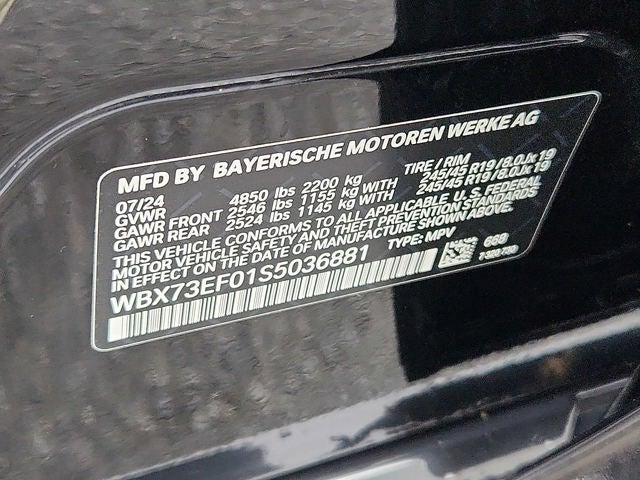 MFD BY BAYERISCHE MOTOREN WERKE AG
07/24 TIRE / RIM
GVWR 4850 lbs 2200 kg
GAWR FRONT 2546 lbs 1155 kg WITH 245/45 R19 / 8.0Jx19
GAWR REAR 2524 lbs 1145 kg WITH 245/45 R19 / 8.0Jx19
THIS VEHICLE CONFORMS TO ALL APPLICABLE U. S. FEDERAL
MOTOR VEHICLE SAFETY AND THEFT PREVENTION STANDARDS
IN EFFECT ON THE DATE OF MANUFACTURE SHOWN ABOVE.
TYPE: MPV
WBX73EF01S5036881
668